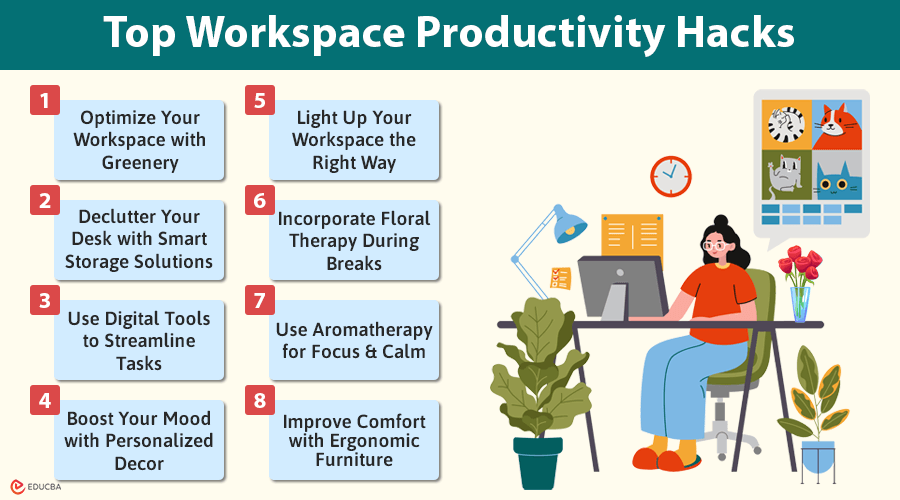 Top Workspace Productivity Hacks
1
Optimize Your
Workspace with
Greenery
2
Declutter Your
Desk with Smart
Storage Solutions
3
Use Digital Tools
to Streamline
Tasks
4
Boost Your Mood
with Personalized
Decor
5
Light Up Your
Workspace the
Right Way
6
Incorporate Floral
Therapy During
Breaks
7
Use Aromatherapy
for Focus & Calm
8
Improve Comfort
with Ergonomic
Furniture
EDUCBA